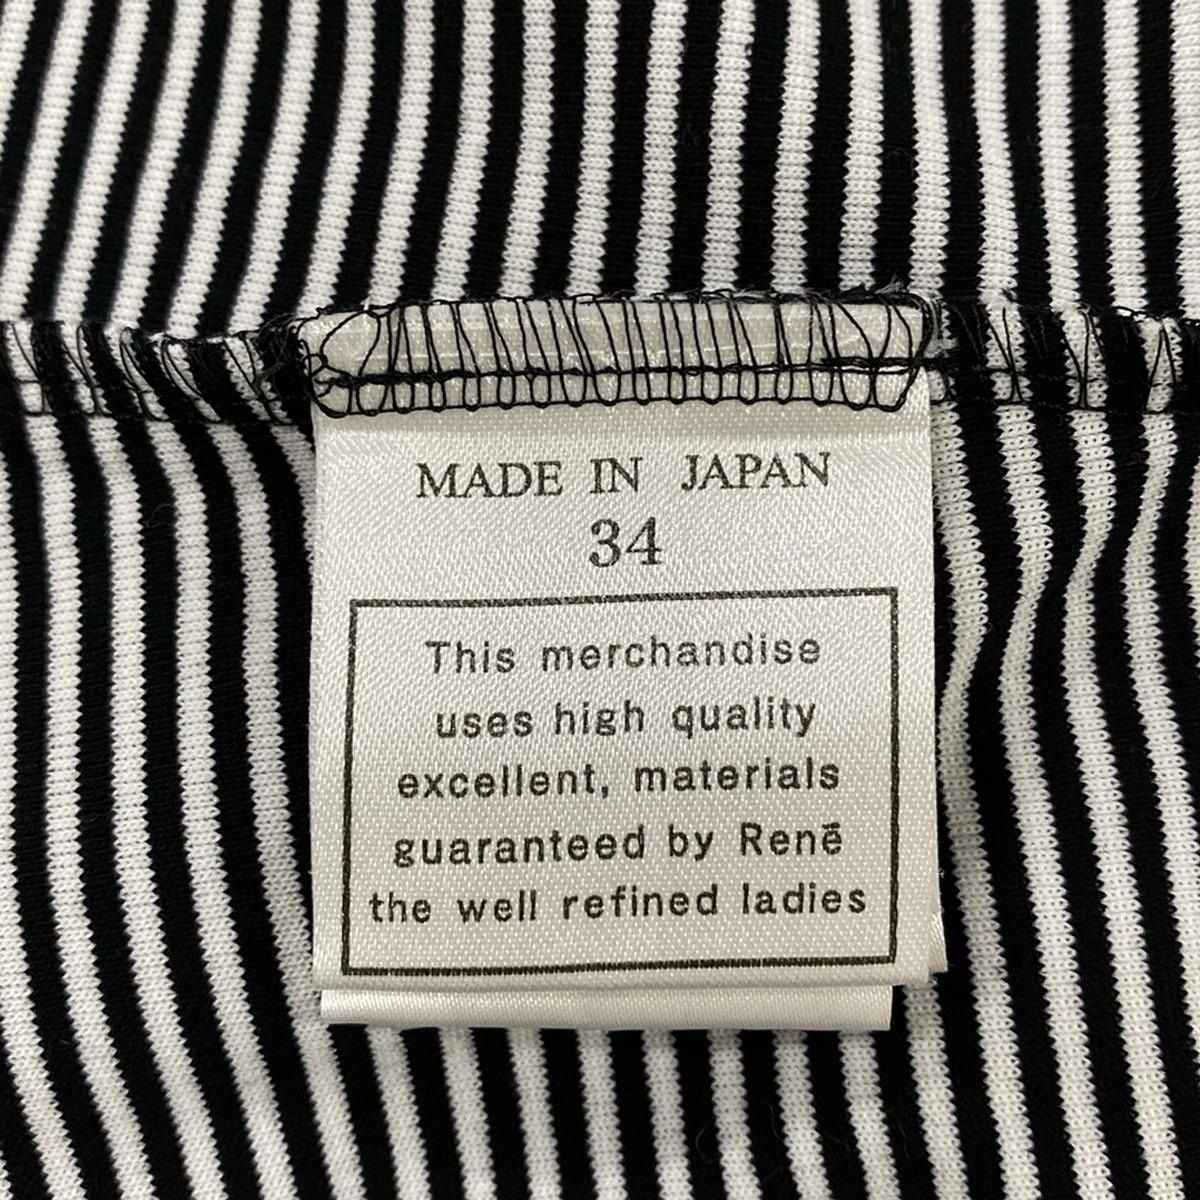 MADE IN JAPAN
34
This merchandise
uses high quality
excellent, materials
guaranteed by Renē
the well refined ladies